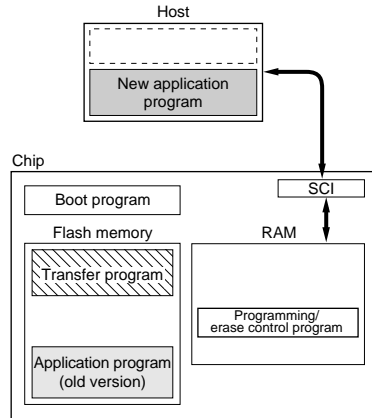 Host
New application
program
Chip
SCI
Boot program
Flash memory
RAM
Transfer program
Programming/
erase control program
Application program
(old version)